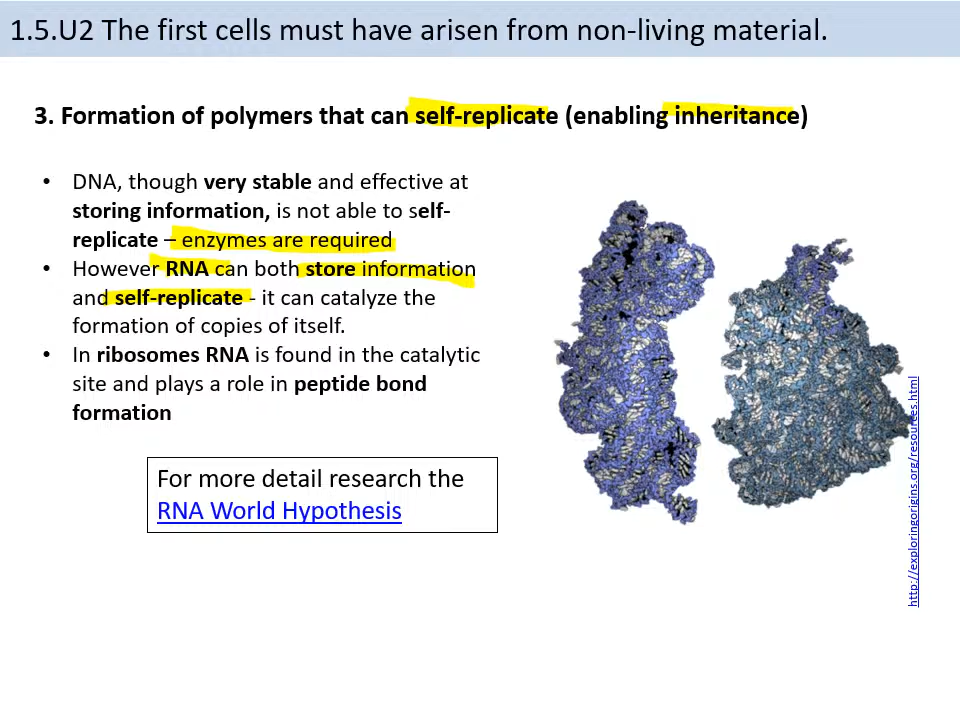 1.5.U2 The first cells must have arisen from non-living material.
3. Formation of polymers that can self-replicate (enabling inheritance)
• DNA, though very stable and effective at
storing information, is not able to self-
replicate – enzymes are required
• However RNA can both store information
and self-replicate - it can catalyze the
formation of copies of itself.
• In ribosomes RNA is found in the catalytic
site and plays a role in peptide bond
formation
For more detail research the
RNA World Hypothesis
http://exploringorigins.org/resources.html